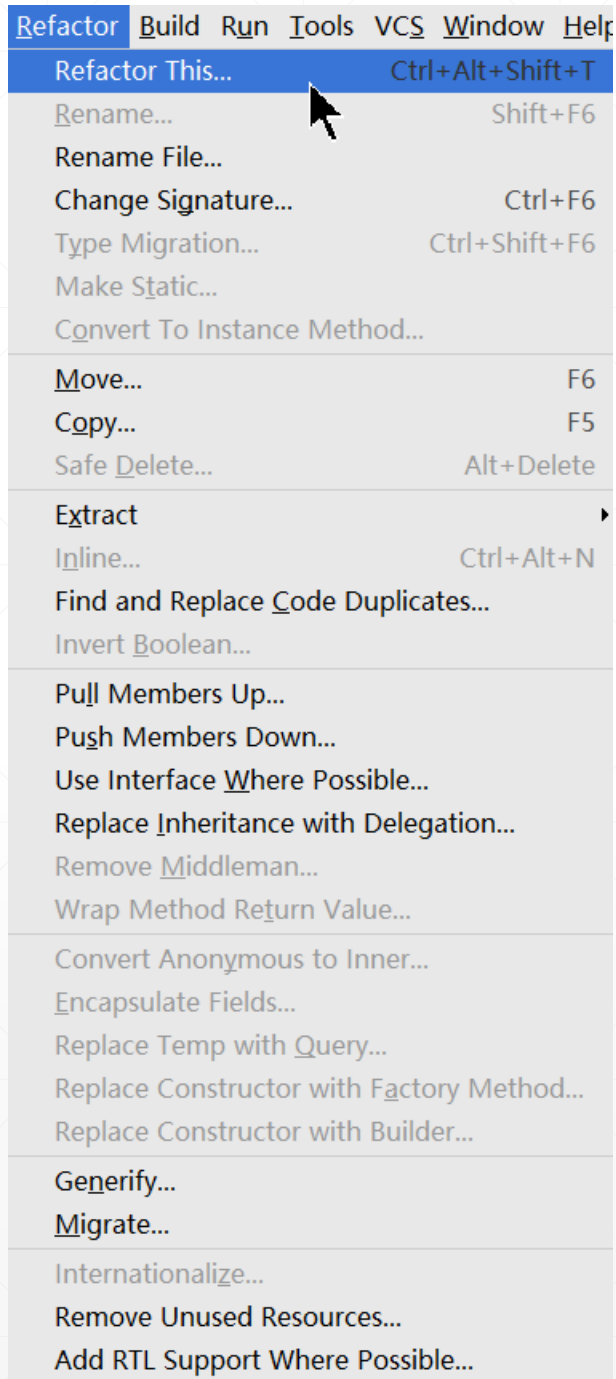 Refactor Build Run Tools VCS Window Help
Refactor This... Ctrl+Alt+Shift+T
Rename... Shift+F6
Rename File...
Change Signature... Ctrl+F6
Type Migration... Ctrl+Shift+F6
Make Static...
Convert To Instance Method...
Move... F6
Copy... F5
Safe Delete... Alt+Delete
Extract
Inline... Ctrl+Alt+N
Find and Replace Code Duplicates...
Invert Boolean...
Pull Members Up...
Push Members Down...
Use Interface Where Possible...
Replace Inheritance with Delegation...
Remove Middleman...
Wrap Method Return Value...
Convert Anonymous to Inner...
Encapsulate Fields...
Replace Temp with Query...
Replace Constructor with Factory Method...
Replace Constructor with Builder...
Generify...
Migrate...
Internationalize...
Remove Unused Resources...
Add RTL Support Where Possible...